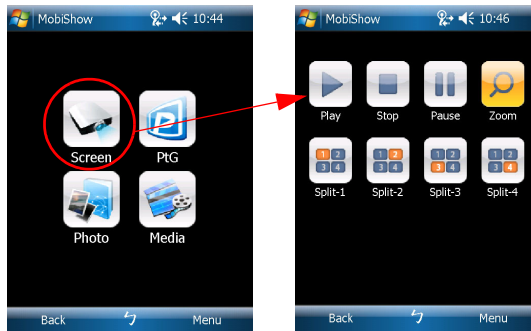 MobiShow 10:44
Screen PtG
Photo Media
Back ㄅ Menu
MobiShow 10:46
Play Stop Pause Zoom
1 2 1 2 1 2 1 2
3 4 3 4 3 4 3 4
Split-1 Split-2 Split-3 Split-4
Back ㄅ Menu